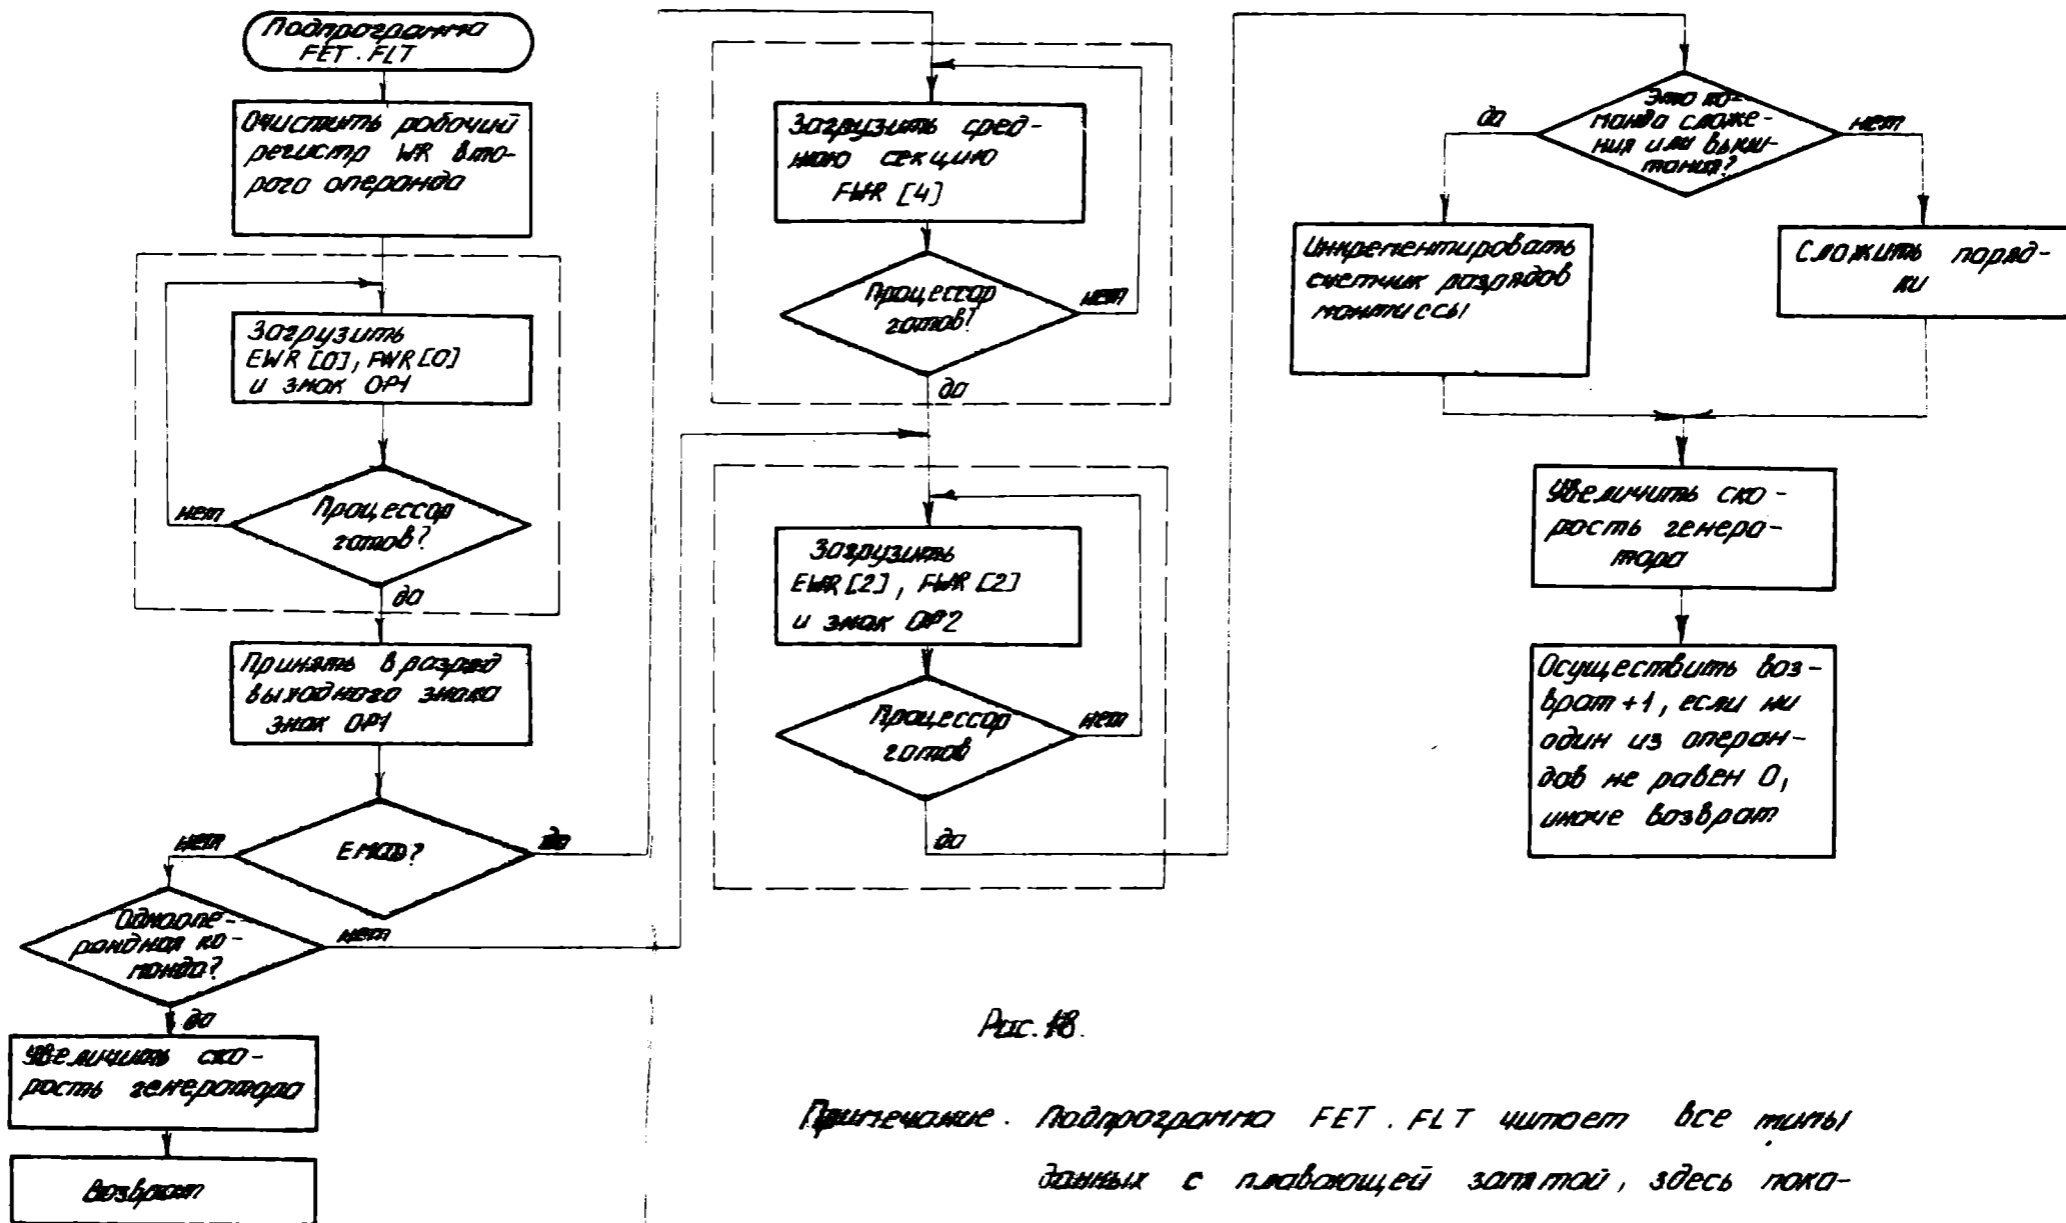 Подпрограмма
FET . FLT
Очистить рабочий
регистр WR вто-
рого операнда
Загрузить
EWR [0], FWR [0]
и знак OP1
Процессор
готов?
нет
да
Принять в разряд
выходного знака
знак OP1
EMOD?
нет
да
Одноопе-
рандная ко-
манда?
нет
да
Увеличить ско-
рость генератора
Возврат
Загрузить сред-
нюю секцию
FWR [4]
Процессор
готов?
нет
да
Загрузить
EWR [2], FWR [2]
и знак OP2
Процессор
готов
нет
да
Это ко-
манда сложе-
ния или вычи-
тания?
да
нет
Инкрементировать
счетчик разрядов
мантиссы
Сложить поряд-
ки
Увеличить ско-
рость генера-
тора
Осуществить воз-
врат +1, если ни
один из операн-
дов не равен 0,
иначе возврат
Рис. 18.
Примечание. Подпрограмма FET . FLT читает все типы
данных с плавающей запятой, здесь пока-